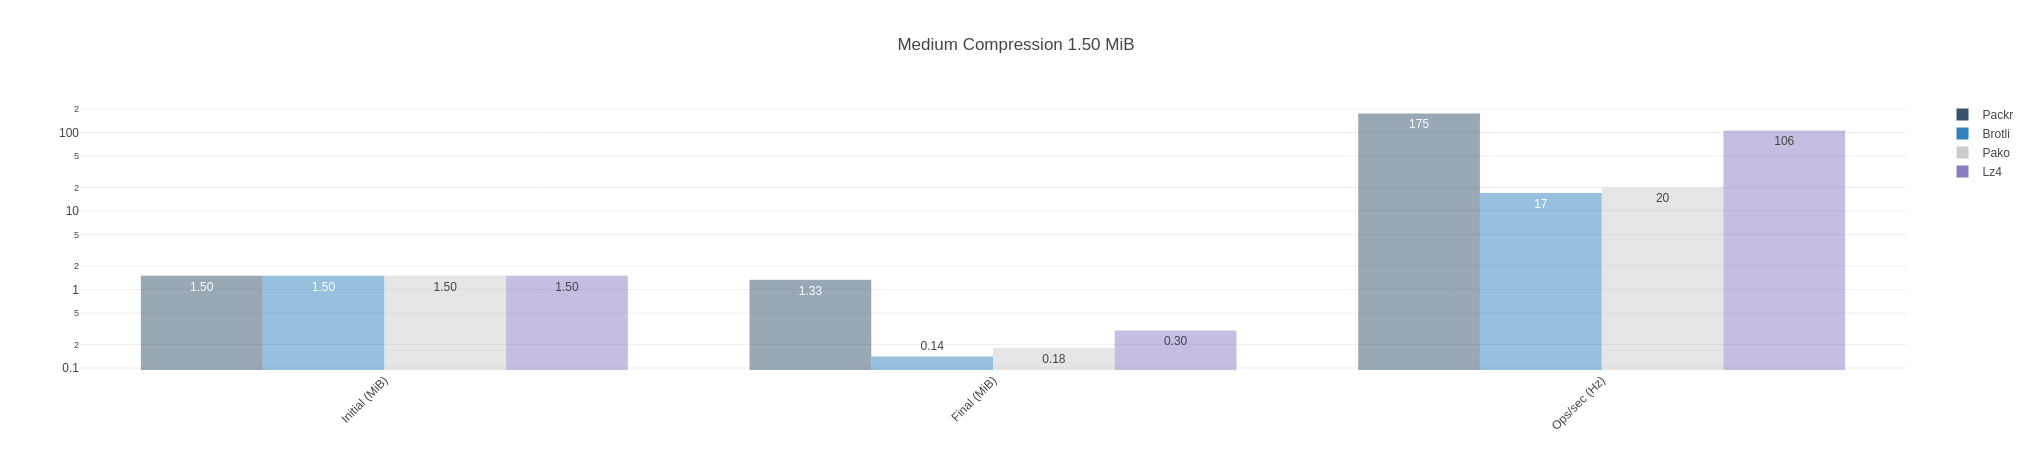 Medium Compression 1.50 MiB
2
100
5
2
10
5
2
1
5
2
0.1
1.50
1.50
1.50
1.50
1.33
0.14
0.18
0.30
175
17
20
106
Initial (MiB)
Final (MiB)
Ops/sec (Hz)
Packr
Brotli
Pako
Lz4